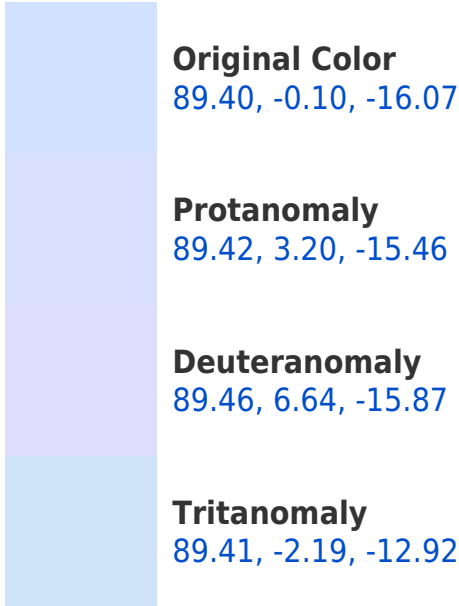 Original Color
89.40, -0.10, -16.07
Protanomaly
89.42, 3.20, -15.46
Deuteranomaly
89.46, 6.64, -15.87
Tritanomaly
89.41, -2.19, -12.92